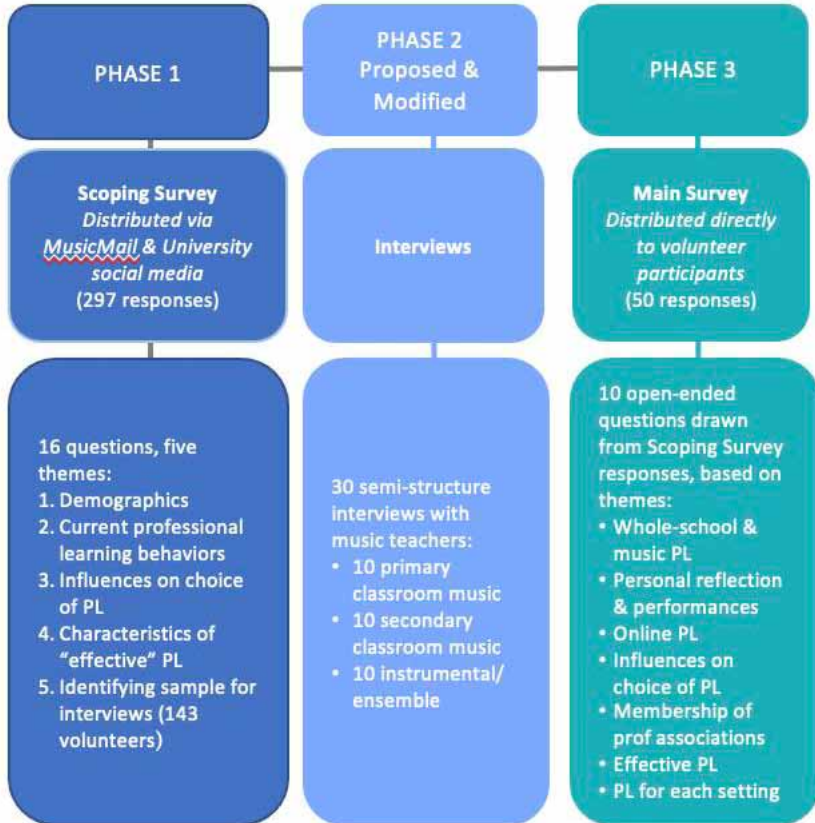 PHASE 1
PHASE 2
Proposed &
Modified
PHASE 3
Scoping Survey
Distributed via
MusicMail & University
social media
(297 responses)
Interviews
Main Survey
Distributed directly
to volunteer
participants
(50 responses)
16 questions, five
themes:
1. Demographics
2. Current professional
learning behaviors
3. Influences on choice
of PL
4. Characteristics of
“effective” PL
5. Identifying sample for
interviews (143
volunteers)
30 semi-structure
interviews with
music teachers:
• 10 primary
classroom music
• 10 secondary
classroom music
• 10 instrumental/
ensemble
10 open-ended
questions drawn
from Scoping Survey
responses, based on
themes:
• Whole-school &
music PL
• Personal reflection
& performances
• Online PL
• Influences on
choice of PL
• Membership of
prof associations
• Effective PL
• PL for each setting